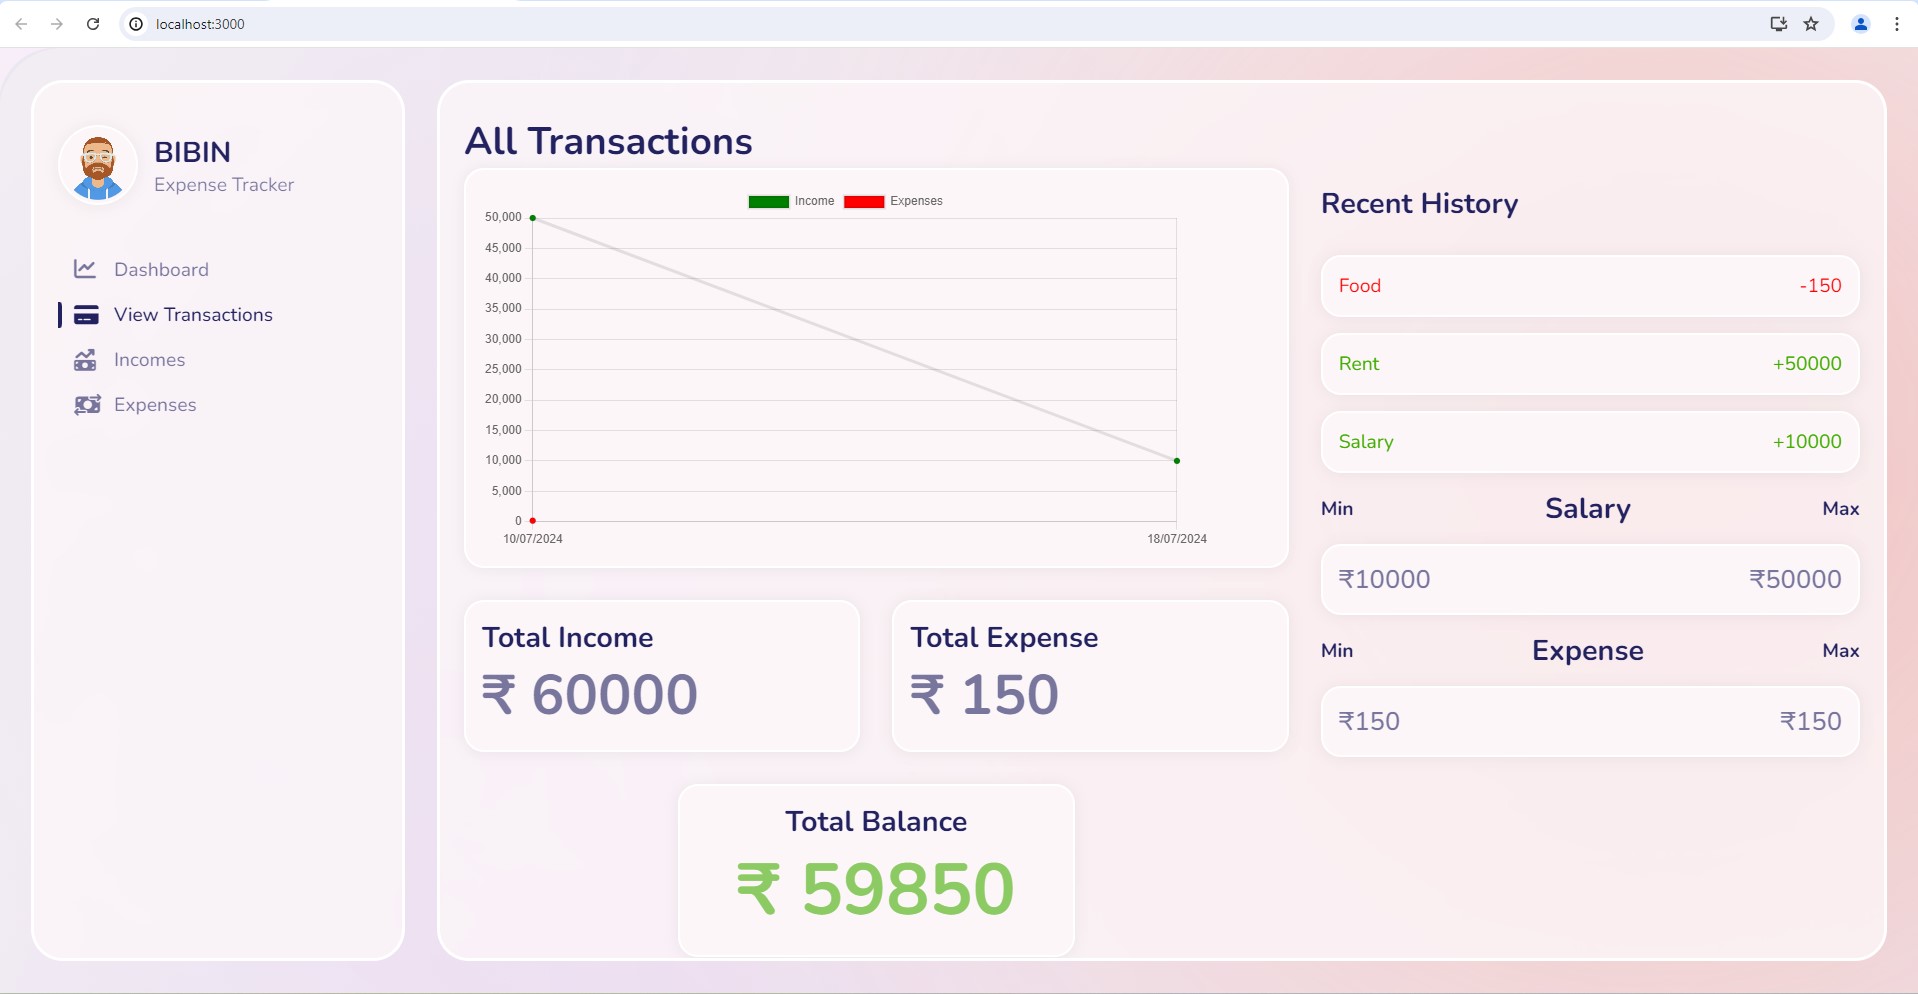 localhost:3000
BIBIN
Expense Tracker
Dashboard
View Transactions
Incomes
Expenses
All Transactions
Income Expenses
50,000
45,000
40,000
35,000
30,000
25,000
20,000
15,000
10,000
5,000
0
10/07/2024 18/07/2024
Total Income
₹ 60000
Total Expense
₹ 150
Total Balance
₹ 59850
Recent History
Food -150
Rent +50000
Salary +10000
Min Salary Max
₹10000 ₹50000
Min Expense Max
₹150 ₹150